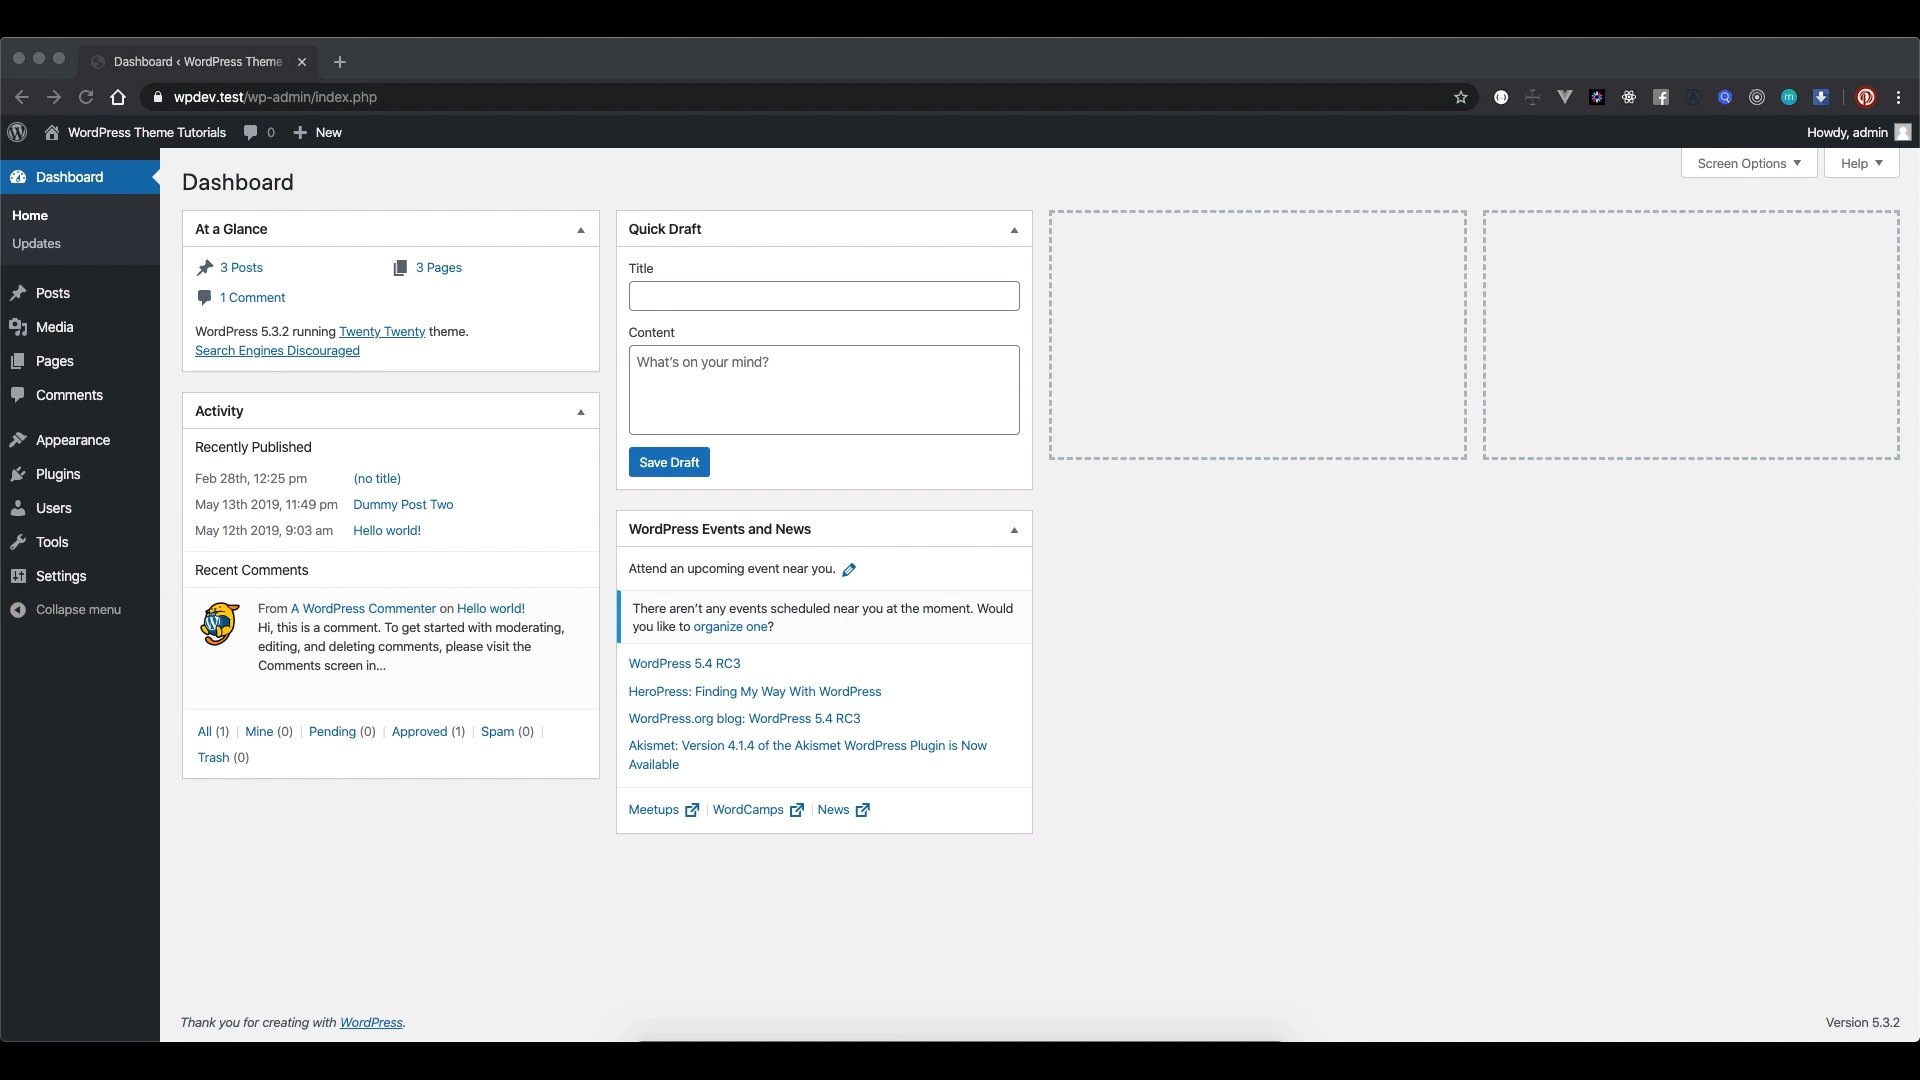 Dashboard ‹ WordPress Theme
wpdev.test/wp-admin/index.php
WordPress Theme Tutorials 0 New
Howdy, admin
Screen Options Help
Dashboard
Home
Updates
Posts
Media
Pages
Comments
Appearance
Plugins
Users
Tools
Settings
Collapse menu
Dashboard
At a Glance
3 Posts 3 Pages
1 Comment
WordPress 5.3.2 running Twenty Twenty theme.
Search Engines Discouraged
Activity
Recently Published
Feb 28th, 12:25 pm (no title)
May 13th 2019, 11:49 pm Dummy Post Two
May 12th 2019, 9:03 am Hello world!
Recent Comments
From A WordPress Commenter on Hello world!
Hi, this is a comment. To get started with moderating,
editing, and deleting comments, please visit the
Comments screen in…
All (1) | Mine (0) | Pending (0) | Approved (1) | Spam (0) |
Trash (0)
Quick Draft
Title
Content
What’s on your mind?
Save Draft
WordPress Events and News
Attend an upcoming event near you.
There aren’t any events scheduled near you at the moment. Would
you like to organize one?
WordPress 5.4 RC3
HeroPress: Finding My Way With WordPress
WordPress.org blog: WordPress 5.4 RC3
Akismet: Version 4.1.4 of the Akismet WordPress Plugin is Now
Available
Meetups | WordCamps | News
Thank you for creating with WordPress.
Version 5.3.2